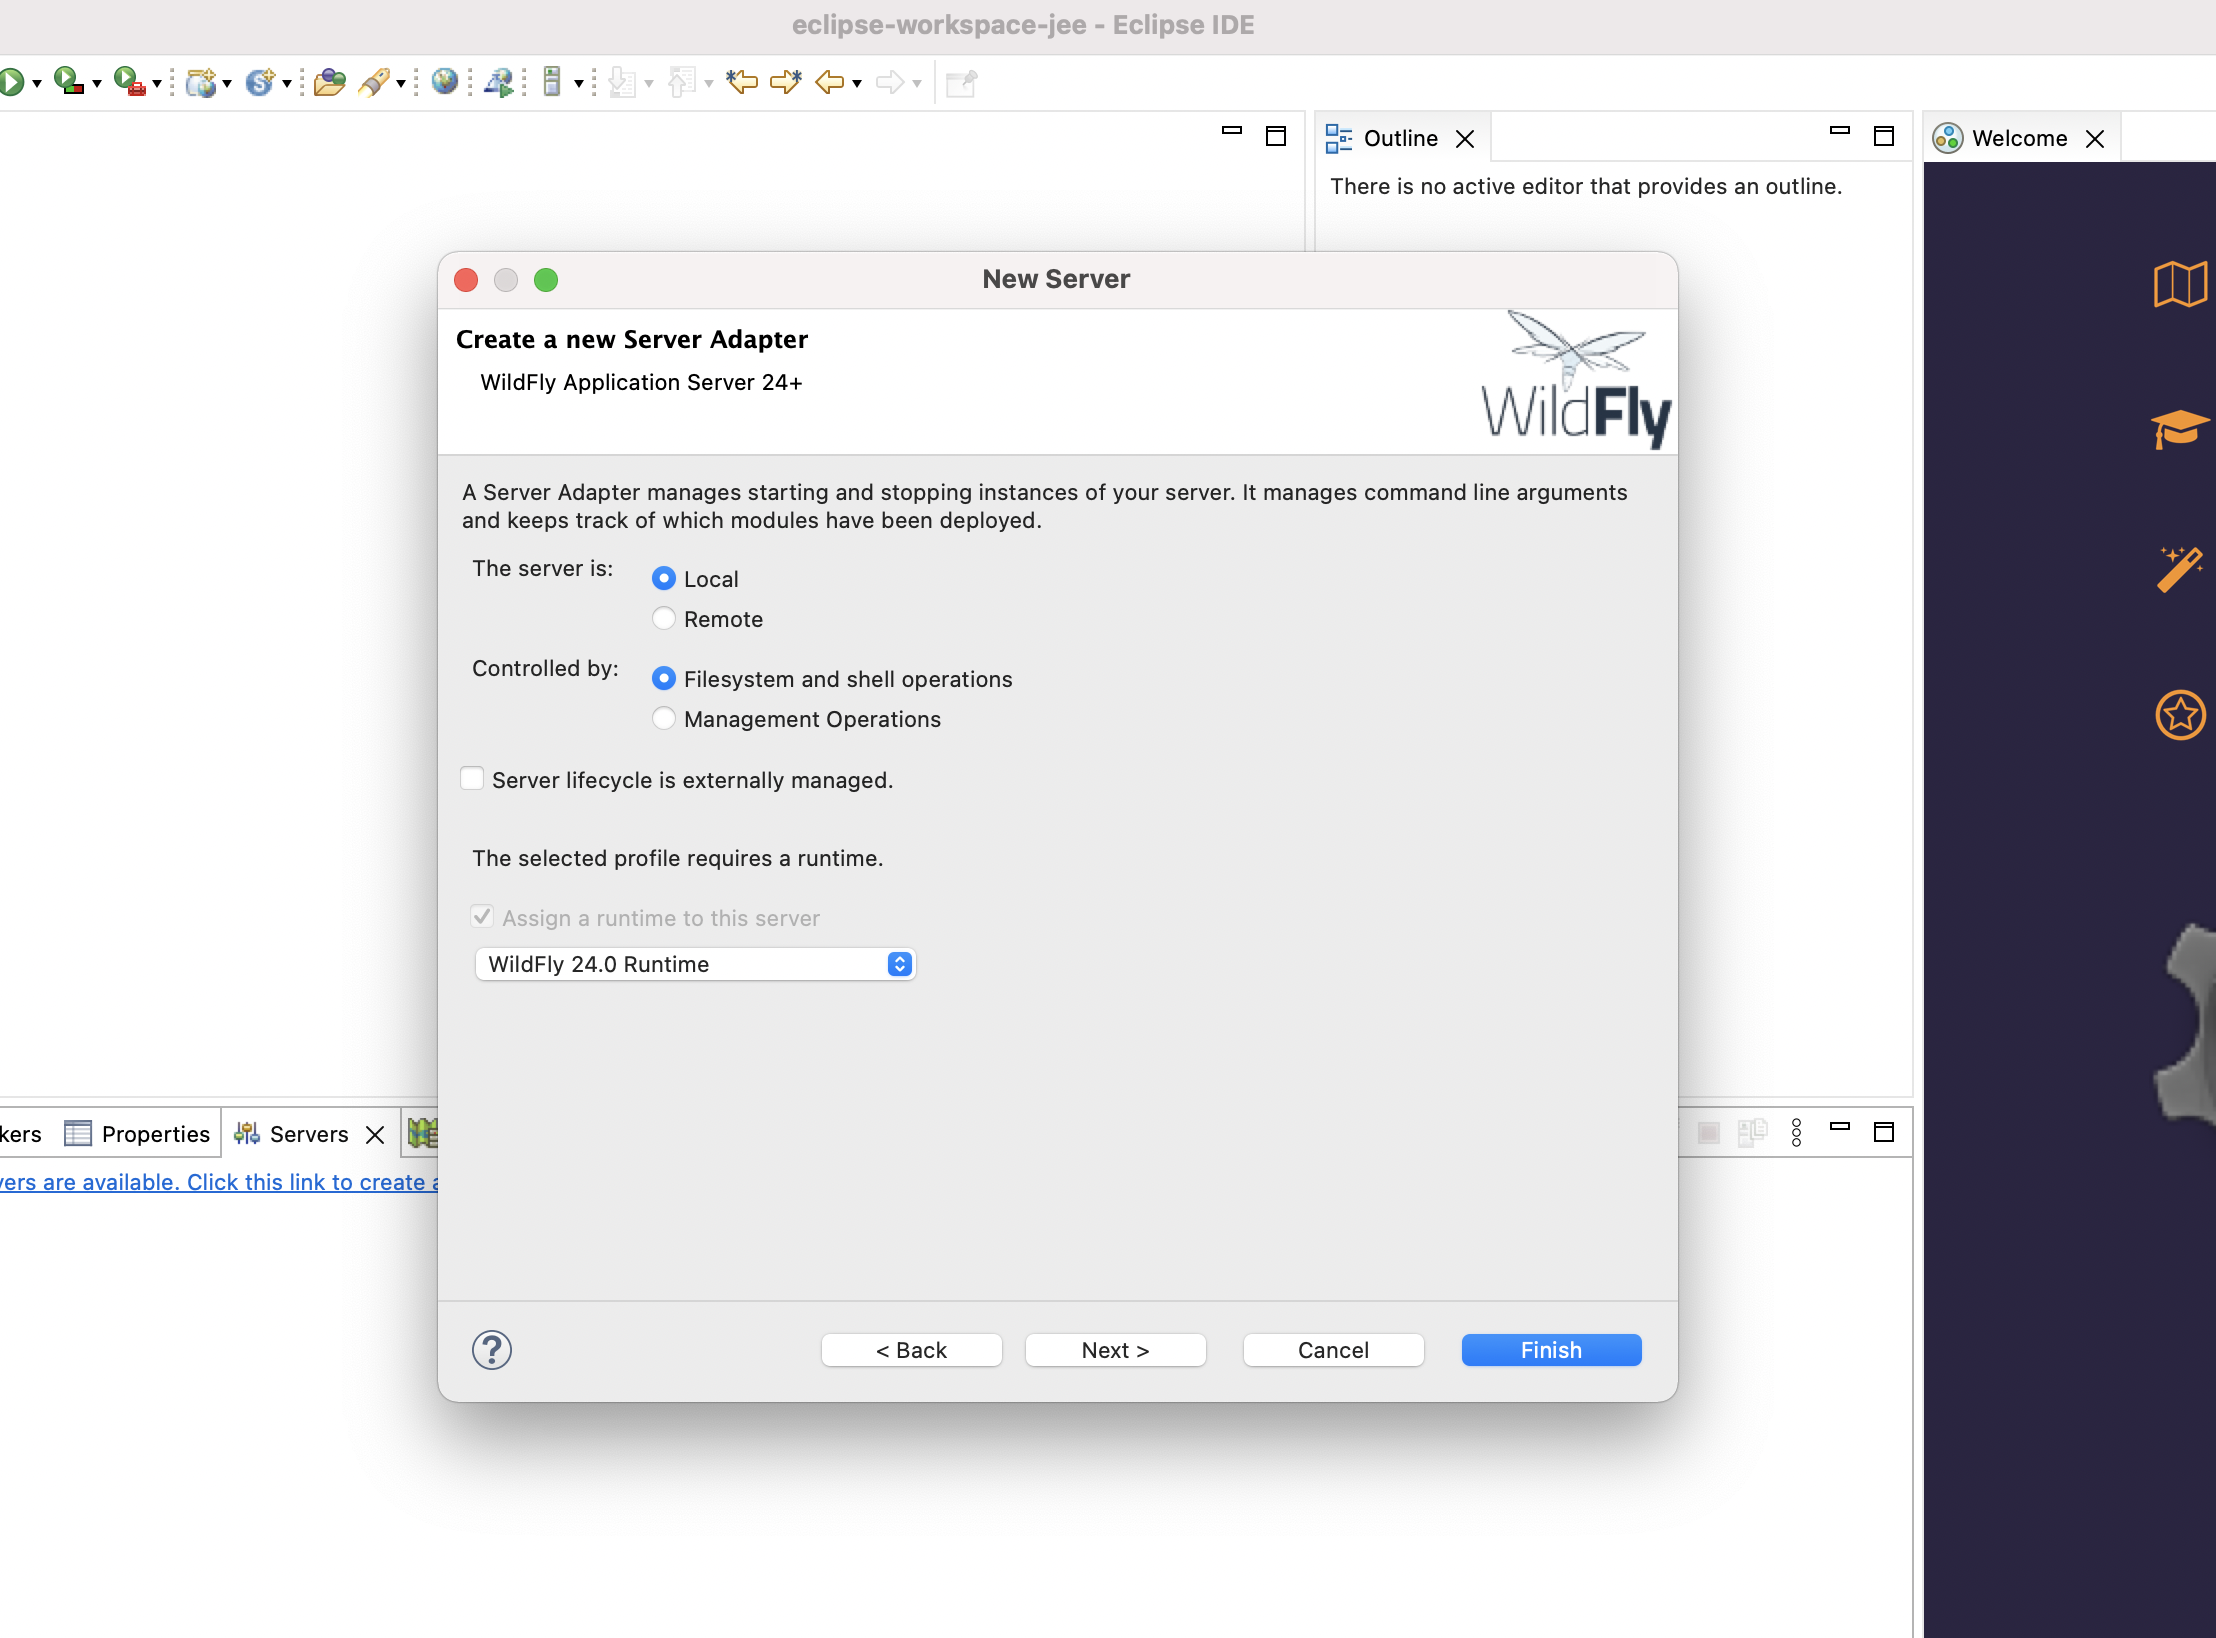 eclipse-workspace-jee - Eclipse IDE
Outline
Welcome
There is no active editor that provides an outline.
New Server
Create a new Server Adapter
WildFly Application Server 24+
WildFly
A Server Adapter manages starting and stopping instances of your server. It manages command line arguments
and keeps track of which modules have been deployed.
The server is:
Local
Remote
Controlled by:
Filesystem and shell operations
Management Operations
Server lifecycle is externally managed.
The selected profile requires a runtime.
Assign a runtime to this server
WildFly 24.0 Runtime
kers
Properties
Servers
vers are available. Click this link to create a
?
< Back
Next >
Cancel
Finish